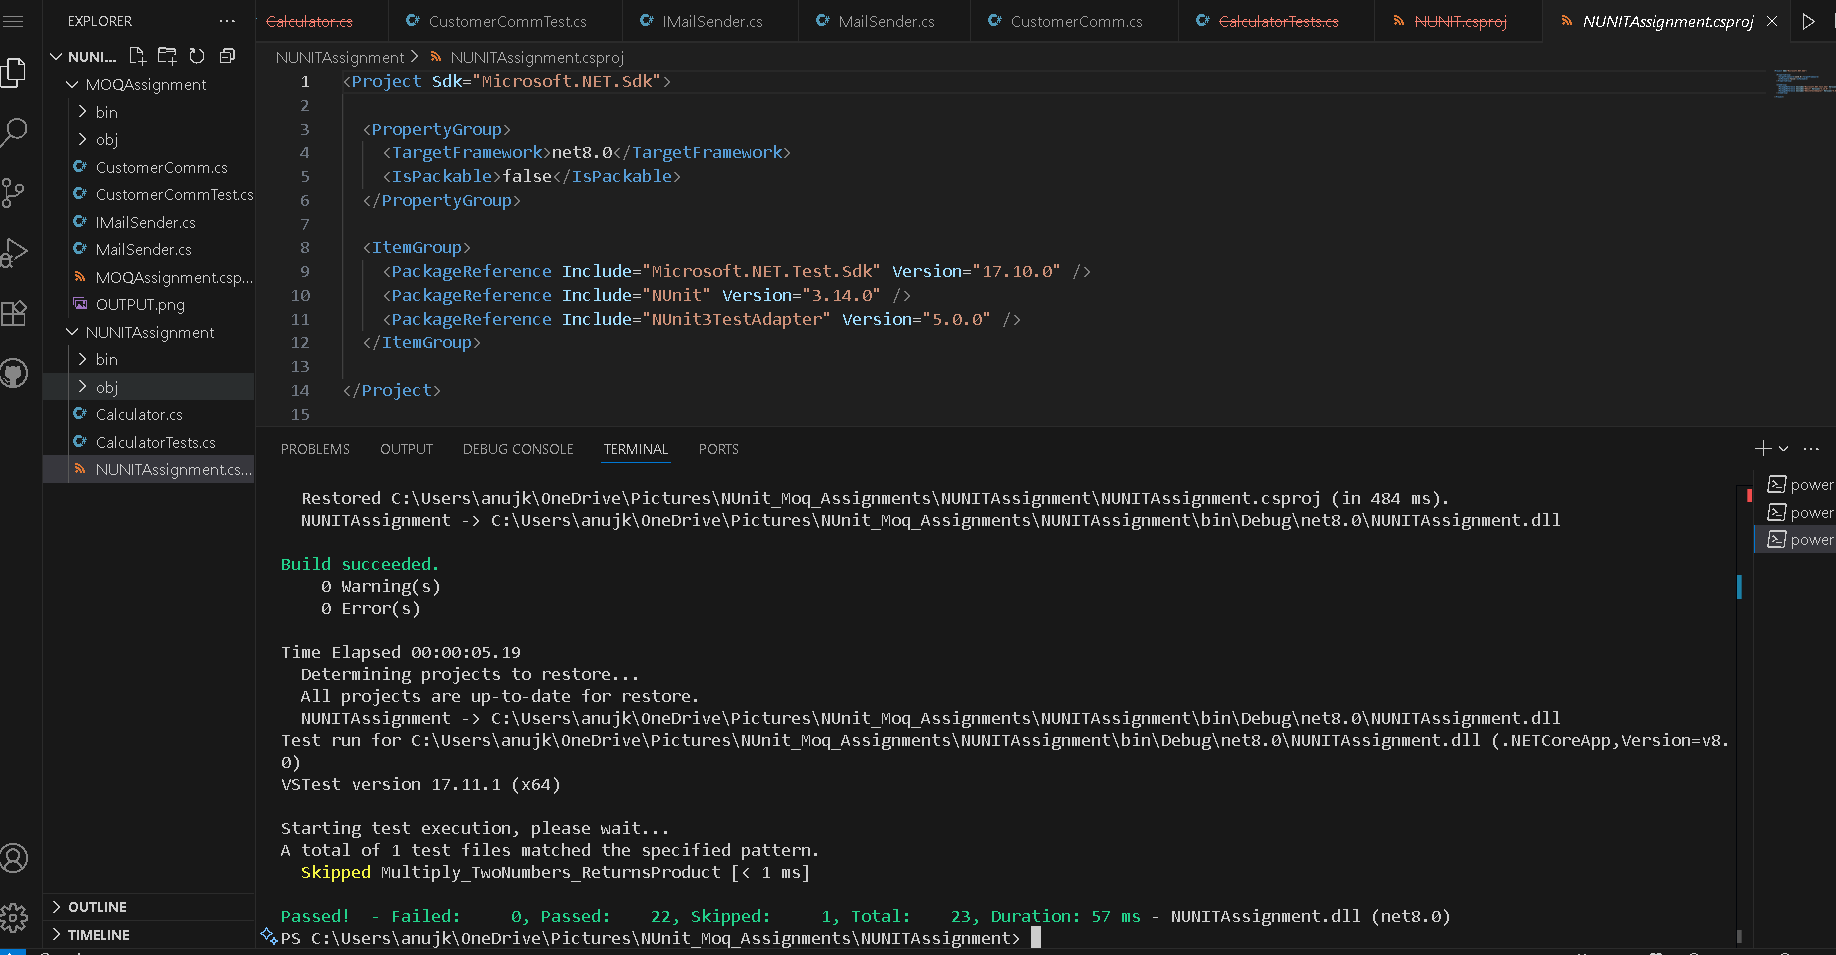 EXPLORER
Calculator.cs
CustomerCommTest.cs
IMailSender.cs
MailSender.cs
CustomerComm.cs
CalculatorTests.cs
NUNIT.csproj
NUNITAssignment.csproj
NUNI...
MOQAssignment
bin
obj
CustomerComm.cs
CustomerCommTest.cs
IMailSender.cs
MailSender.cs
MOQAssignment.csp...
OUTPUT.png
NUNITAssignment
bin
obj
Calculator.cs
CalculatorTests.cs
NUNITAssignment.cs...
OUTLINE
TIMELINE
NUNITAssignment > NUNITAssignment.csproj
1 <Project Sdk="Microsoft.NET.Sdk">
2
3 <PropertyGroup>
4 <TargetFramework>net8.0</TargetFramework>
5 <IsPackable>false</IsPackable>
6 </PropertyGroup>
7
8 <ItemGroup>
9 <PackageReference Include="Microsoft.NET.Test.Sdk" Version="17.10.0" />
10 <PackageReference Include="NUnit" Version="3.14.0" />
11 <PackageReference Include="NUnit3TestAdapter" Version="5.0.0" />
12 </ItemGroup>
13
14 </Project>
15
PROBLEMS OUTPUT DEBUG CONSOLE TERMINAL PORTS
Restored C:\Users\anujk\OneDrive\Pictures\NUnit_Moq_Assignments\NUNITAssignment\NUNITAssignment.csproj (in 484 ms).
NUNITAssignment -> C:\Users\anujk\OneDrive\Pictures\NUnit_Moq_Assignments\NUNITAssignment\bin\Debug\net8.0\NUNITAssignment.dll
Build succeeded.
0 Warning(s)
0 Error(s)
Time Elapsed 00:00:05.19
Determining projects to restore...
All projects are up-to-date for restore.
NUNITAssignment -> C:\Users\anujk\OneDrive\Pictures\NUnit_Moq_Assignments\NUNITAssignment\bin\Debug\net8.0\NUNITAssignment.dll
Test run for C:\Users\anujk\OneDrive\Pictures\NUnit_Moq_Assignments\NUNITAssignment\bin\Debug\net8.0\NUNITAssignment.dll (.NETCoreApp,Version=v8.
0)
VSTest version 17.11.1 (x64)
Starting test execution, please wait...
A total of 1 test files matched the specified pattern.
Skipped Multiply_TwoNumbers_ReturnsProduct [< 1 ms]
Passed! - Failed: 0, Passed: 22, Skipped: 1, Total: 23, Duration: 57 ms - NUNITAssignment.dll (net8.0)
PS C:\Users\anujk\OneDrive\Pictures\NUnit_Moq_Assignments\NUNITAssignment>
power
power
power